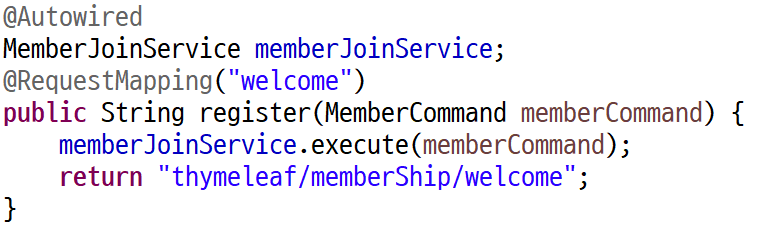 @Autowired
MemberJoinService memberJoinService;
@RequestMapping("welcome")
public String register(MemberCommand memberCommand) {
    memberJoinService.execute(memberCommand);
    return "thymeleaf/memberShip/welcome";
}